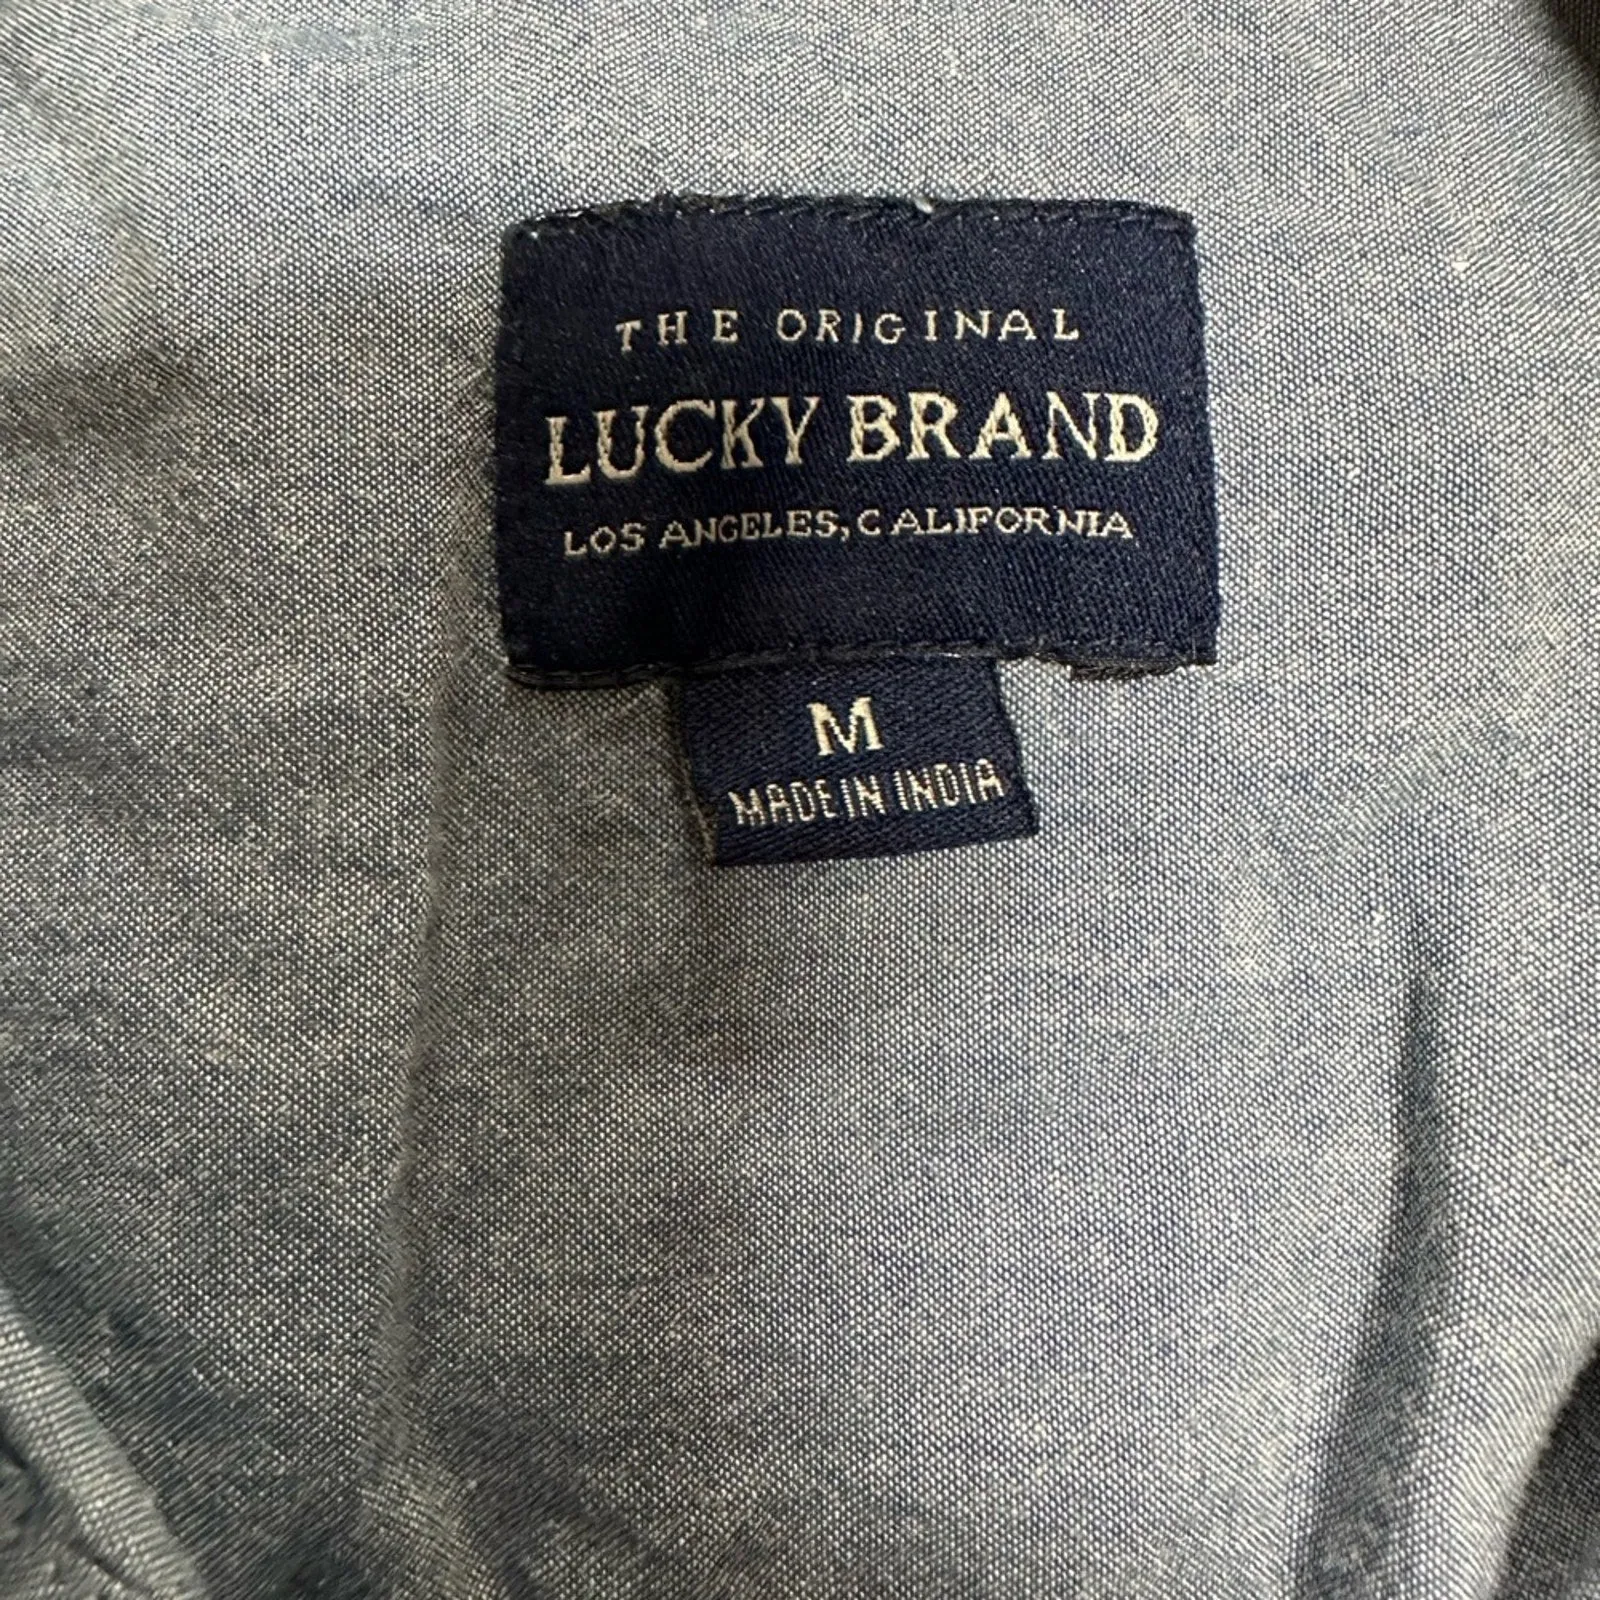 THE ORIGINAL
LUCKY BRAND
LOS ANGELES, CALIFORNIA
M
MADE IN INDIA